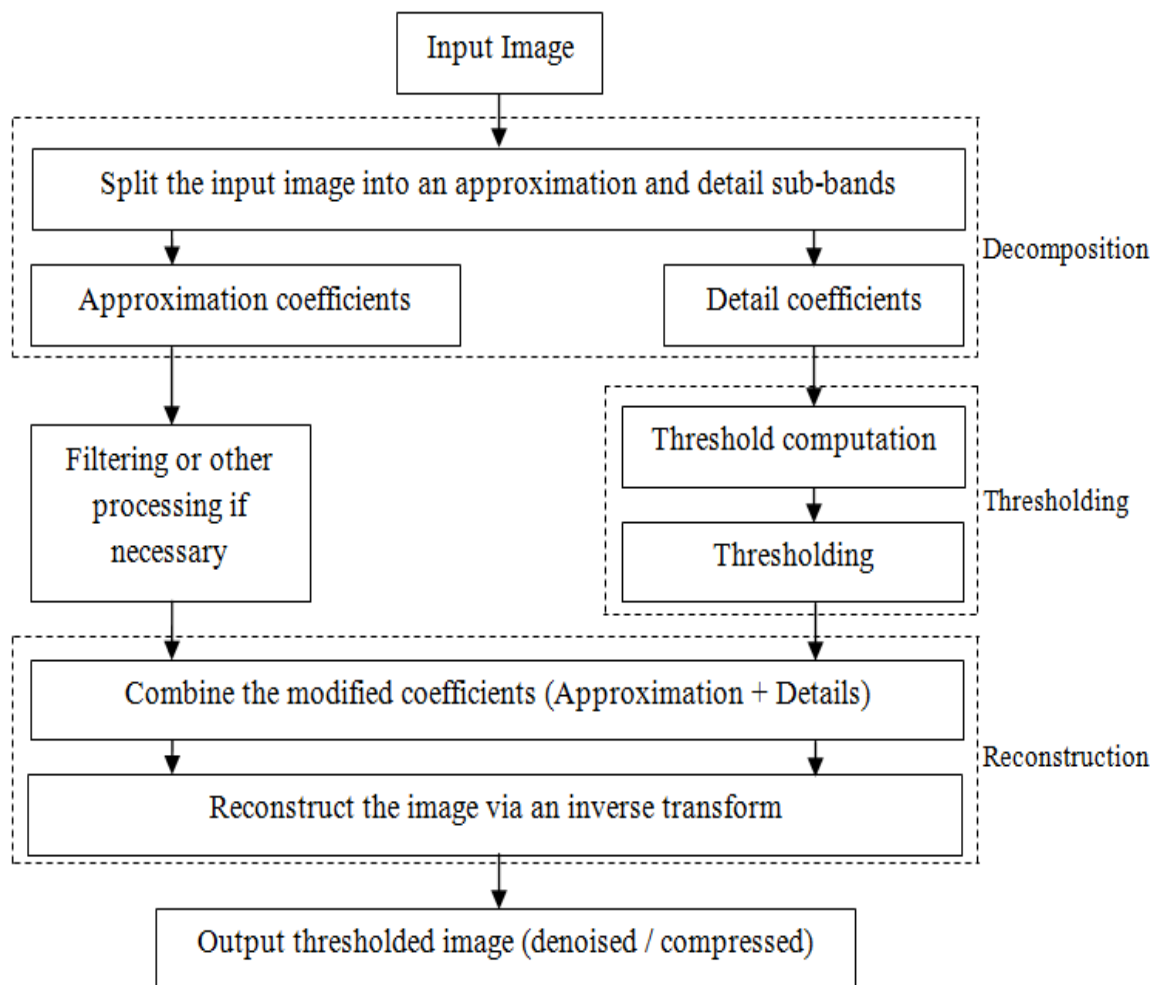 Input Image
Split the input image into an approximation and detail sub-bands
Decomposition
Approximation coefficients
Detail coefficients
Filtering or other
processing if
necessary
Threshold computation
Thresholding
Thresholding
Combine the modified coefficients (Approximation + Details)
Reconstruction
Reconstruct the image via an inverse transform
Output thresholded image (denoised / compressed)